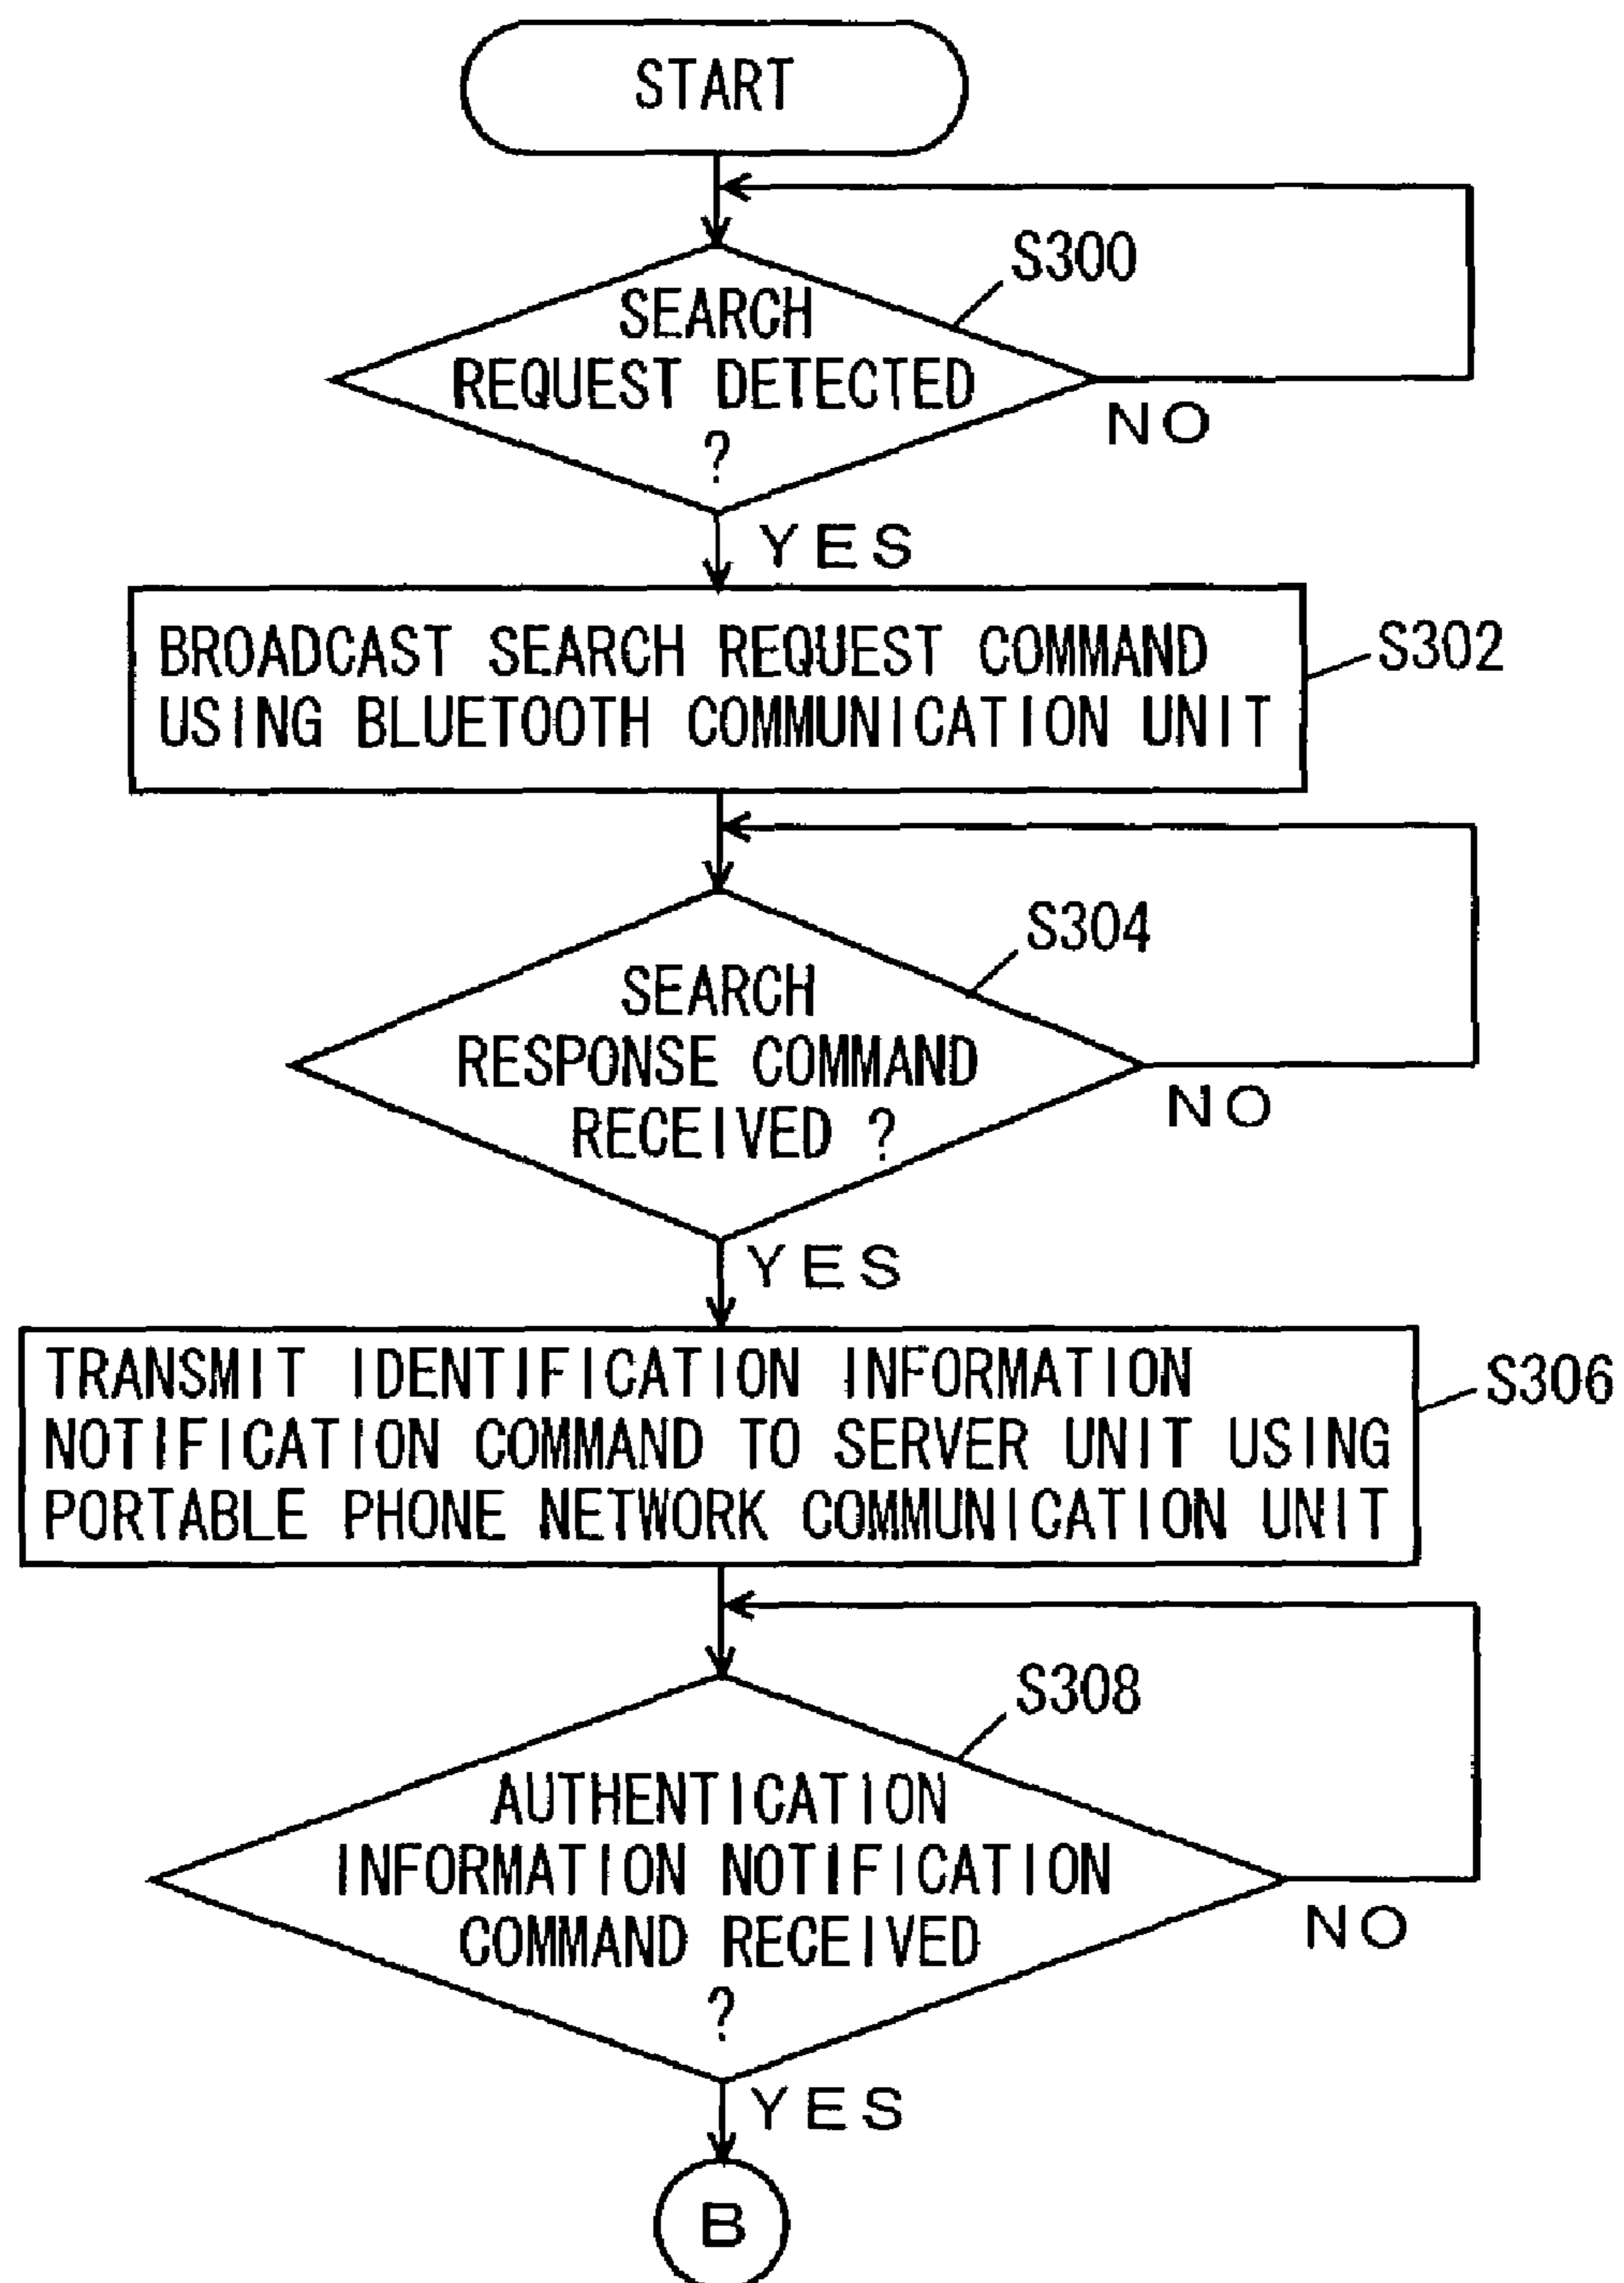 START
S300
SEARCH
REQUEST DETECTED
?
NO
YES
BROADCAST SEARCH REQUEST COMMAND
USING BLUETOOTH COMMUNICATION UNIT
S302
S304
SEARCH
RESPONSE COMMAND
RECEIVED ?
NO
YES
TRANSMIT IDENTIFICATION INFORMATION
NOTIFICATION COMMAND TO SERVER UNIT USING
PORTABLE PHONE NETWORK COMMUNICATION UNIT
S306
S308
AUTHENTICATION
INFORMATION NOTIFICATION
COMMAND RECEIVED
?
NO
YES
B